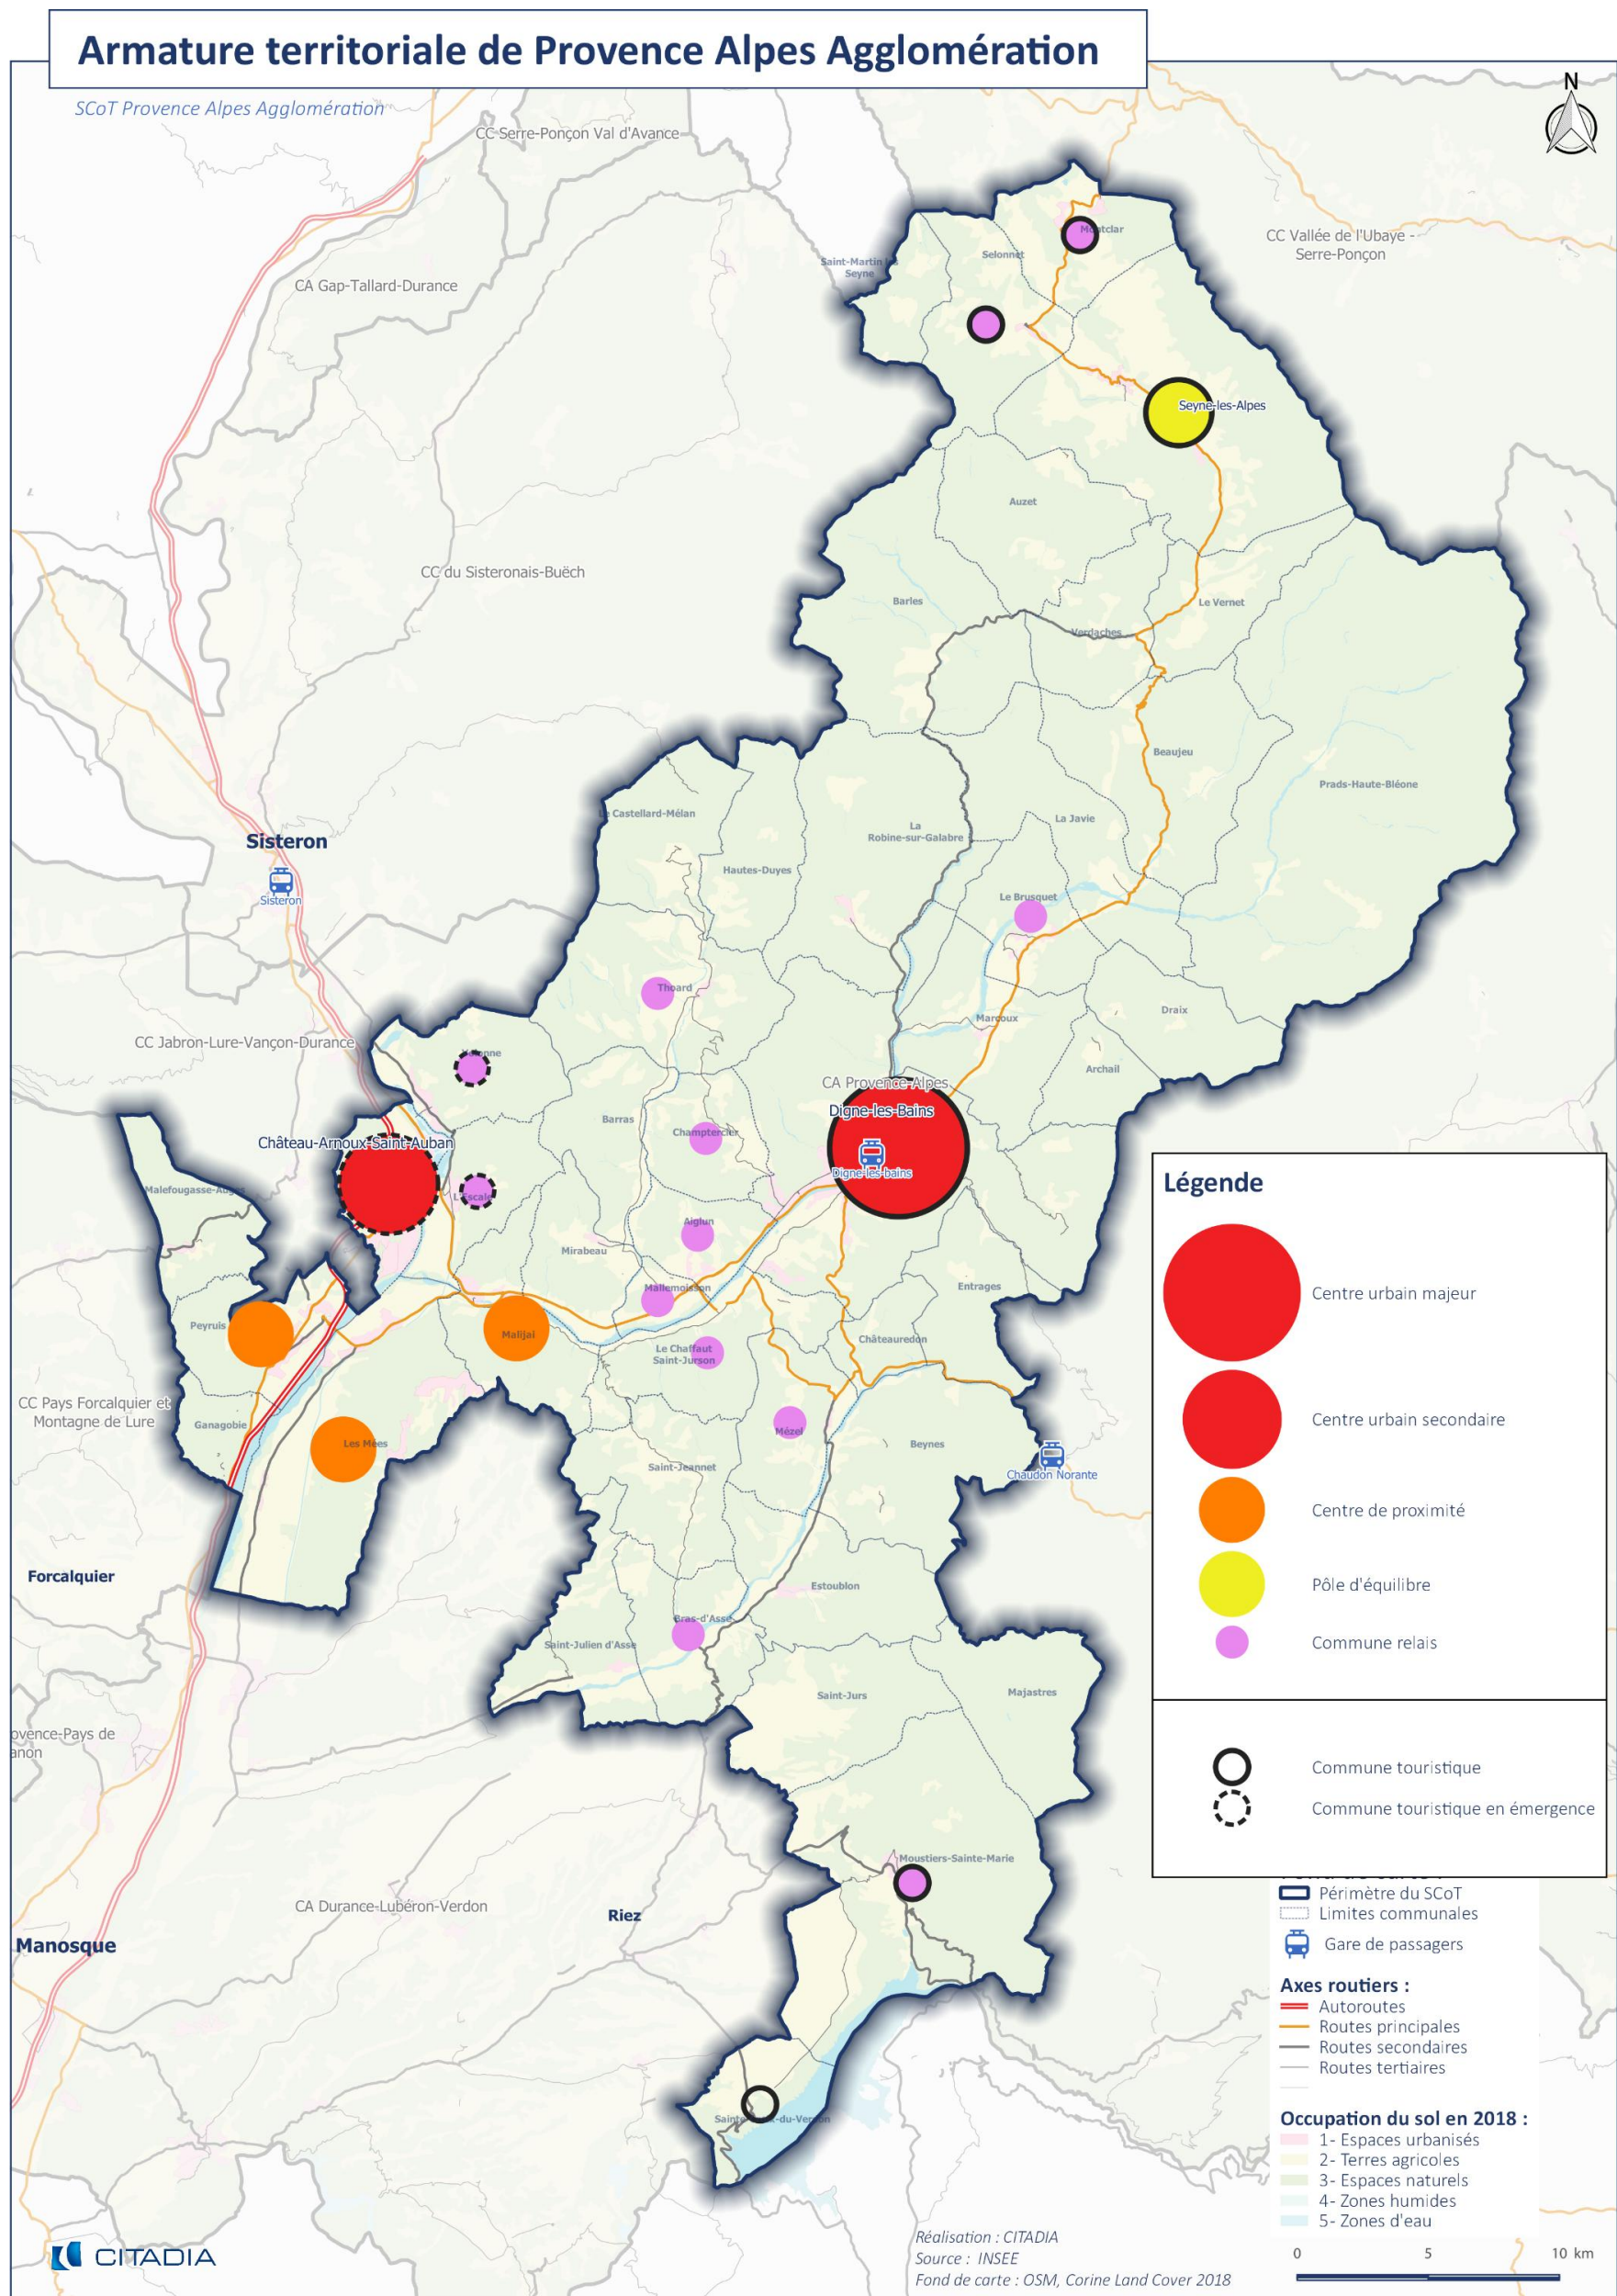 Armature territoriale de Provence Alpes Agglomération
SCoT Provence Alpes Agglomération
N
CC Serre-Ponçon Val d'Avance
CC Vallée de l'Ubaye -
Serre-Ponçon
Montclar
Selonnet
Seyne
CA Gap-Tallard-Durance
Seyne-les-Alpes
Auzet
CC du Sisteronais-Buëch
Barles
Le Vernet
Verdaches
Beaujeu
Prads-Haute-Bléone
Le Castellard-Mélan
La
Robine-sur-Galabre
La Javie
Sisteron
Hautes-Duyes
Sisteron
Le Brusquet
Thoard
Draix
Marcoux
CC Jabron-Lure-Vançon-Durance
Archail
CA Provence-Alpes
Digne-les-Bains
Barras
Champtercier
Château-Arnoux-Saint-Auban
Digne-les-bains
L'Escale
Aiglun
Mirabeau
Mallemoisson
Entrages
Peyruis
Malijai
Châteauredon
Le Chaffaut
Saint-Jurson
CC Pays Forcalquier et
Montagne de Lure
Ganagobie
Les Mées
Mézel
Beynes
Saint-Jeannet
Chaudon Norante
Forcalquier
Estoublon
Bras-d'Asse
Saint-Julien d'Asse
Saint-Jurs
Majastres
ovence-Pays de
anon
Moustiers-Sainte-Marie
CA Durance-Lubéron-Verdon
Riez
Manosque
Légende
Centre urbain majeur
Centre urbain secondaire
Centre de proximité
Pôle d'équilibre
Commune relais
Commune touristique
Commune touristique en émergence
Périmètre du SCoT
Limites communales
Gare de passagers
Axes routiers :
Autoroutes
Routes principales
Routes secondaires
Routes tertiaires
Occupation du sol en 2018 :
1- Espaces urbanisés
2- Terres agricoles
3- Espaces naturels
4- Zones humides
5- Zones d'eau
0 5 10 km
Réalisation : CITADIA
Source : INSEE
Fond de carte : OSM, Corine Land Cover 2018
CITADIA